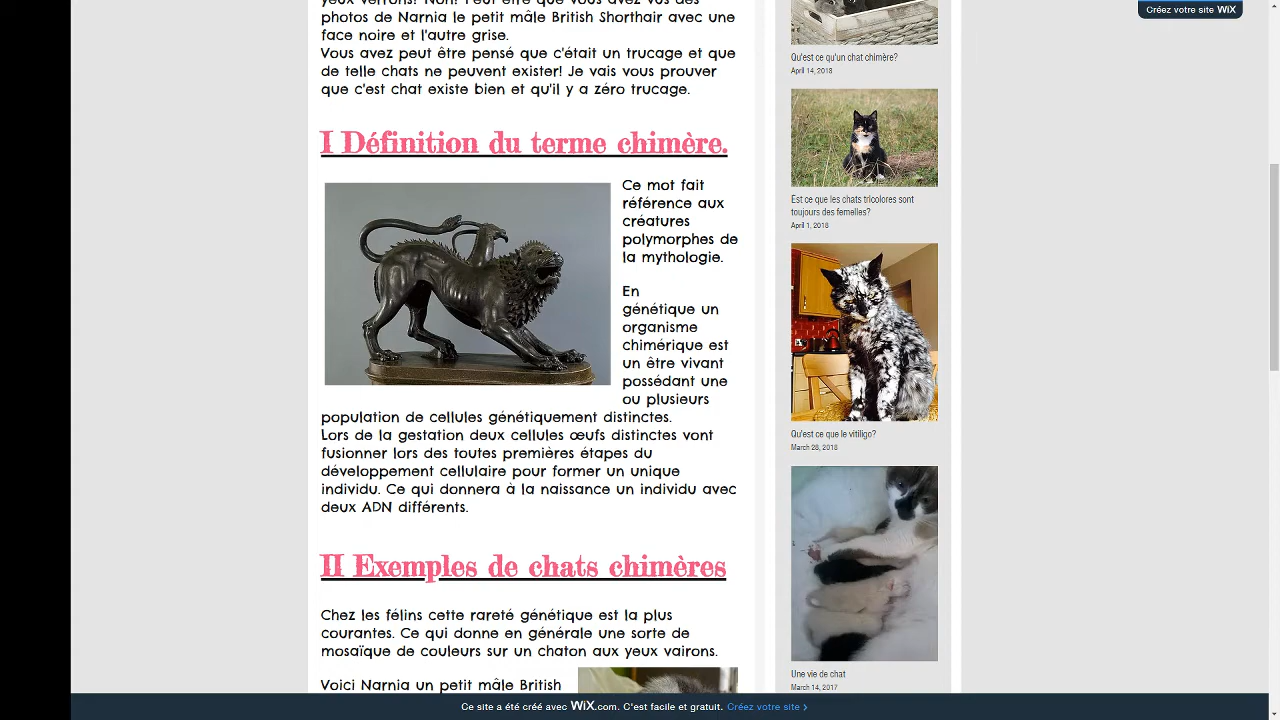 yeux verrons! Non! Peut être que vous avez vus des
photos de Narnia le petit mâle British Shorthair avec une
face noire et l'autre grise.
Vous avez peut être pensé que c'était un trucage et que
de telle chats ne peuvent exister! Je vais vous prouver
que c'est chat existe bien et qu'il y a zéro trucage.
I Définition du terme chimère.
Ce mot fait
référence aux
créatures
polymorphes de
la mythologie.
En
génétique un
organisme
chimérique est
un être vivant
possédant une
ou plusieurs
population de cellules génétiquement distinctes.
Lors de la gestation deux cellules œufs distinctes vont
fusionner lors des toutes premières étapes du
développement cellulaire pour former un unique
individu. Ce qui donnera à la naissance un individu avec
deux ADN différents.
II Exemples de chats chimères
Chez les félins cette rareté génétique est la plus
courantes. Ce qui donne en générale une sorte de
mosaïque de couleurs sur un chaton aux yeux vairons.
Voici Narnia un petit mâle British
Créez votre site WiX
Qu'est ce qu'un chat chimère?
April 14, 2018
Est ce que les chats tricolores sont
toujours des femelles?
April 1, 2018
Qu'est ce que le vitiligo?
March 28, 2018
Une vie de chat
March 14, 2017
Ce site a été créé avec WiX.com. C'est facile et gratuit. Créez votre site >